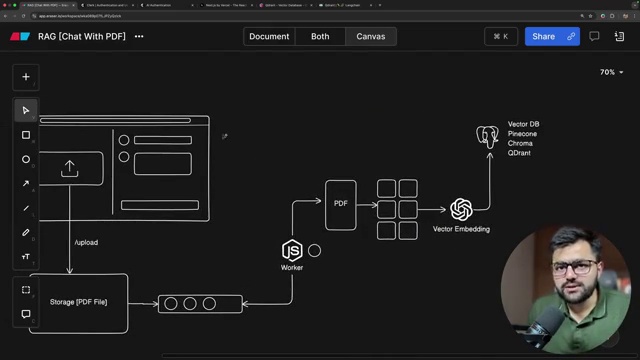 RAG [Chat With PDF]
Document
Both
Canvas
⌘ K
Share
70%
/upload
Storage [PDF File]
JS
Worker
PDF
Vector Embedding
Vector DB
Pinecone
Chroma
QDrant